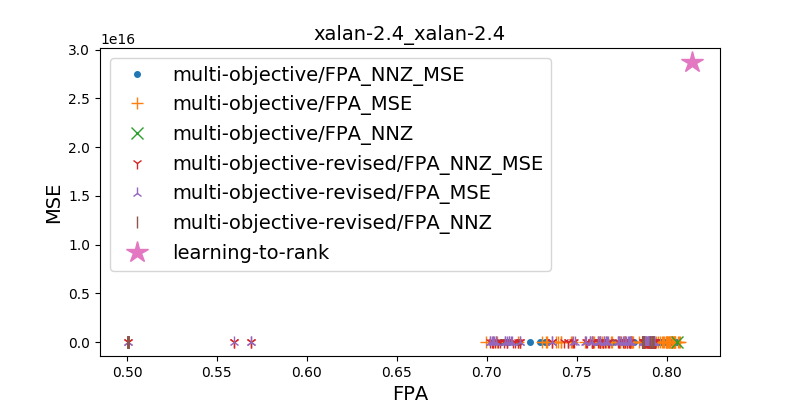 xalan-2.4_xalan-2.4
1e16
3.0
2.5
2.0
1.5
1.0
0.5
0.0
MSE
multi-objective/FPA_NNZ_MSE
multi-objective/FPA_MSE
multi-objective/FPA_NNZ
multi-objective-revised/FPA_NNZ_MSE
multi-objective-revised/FPA_MSE
multi-objective-revised/FPA_NNZ
learning-to-rank
0.50 0.55 0.60 0.65 0.70 0.75 0.80
FPA